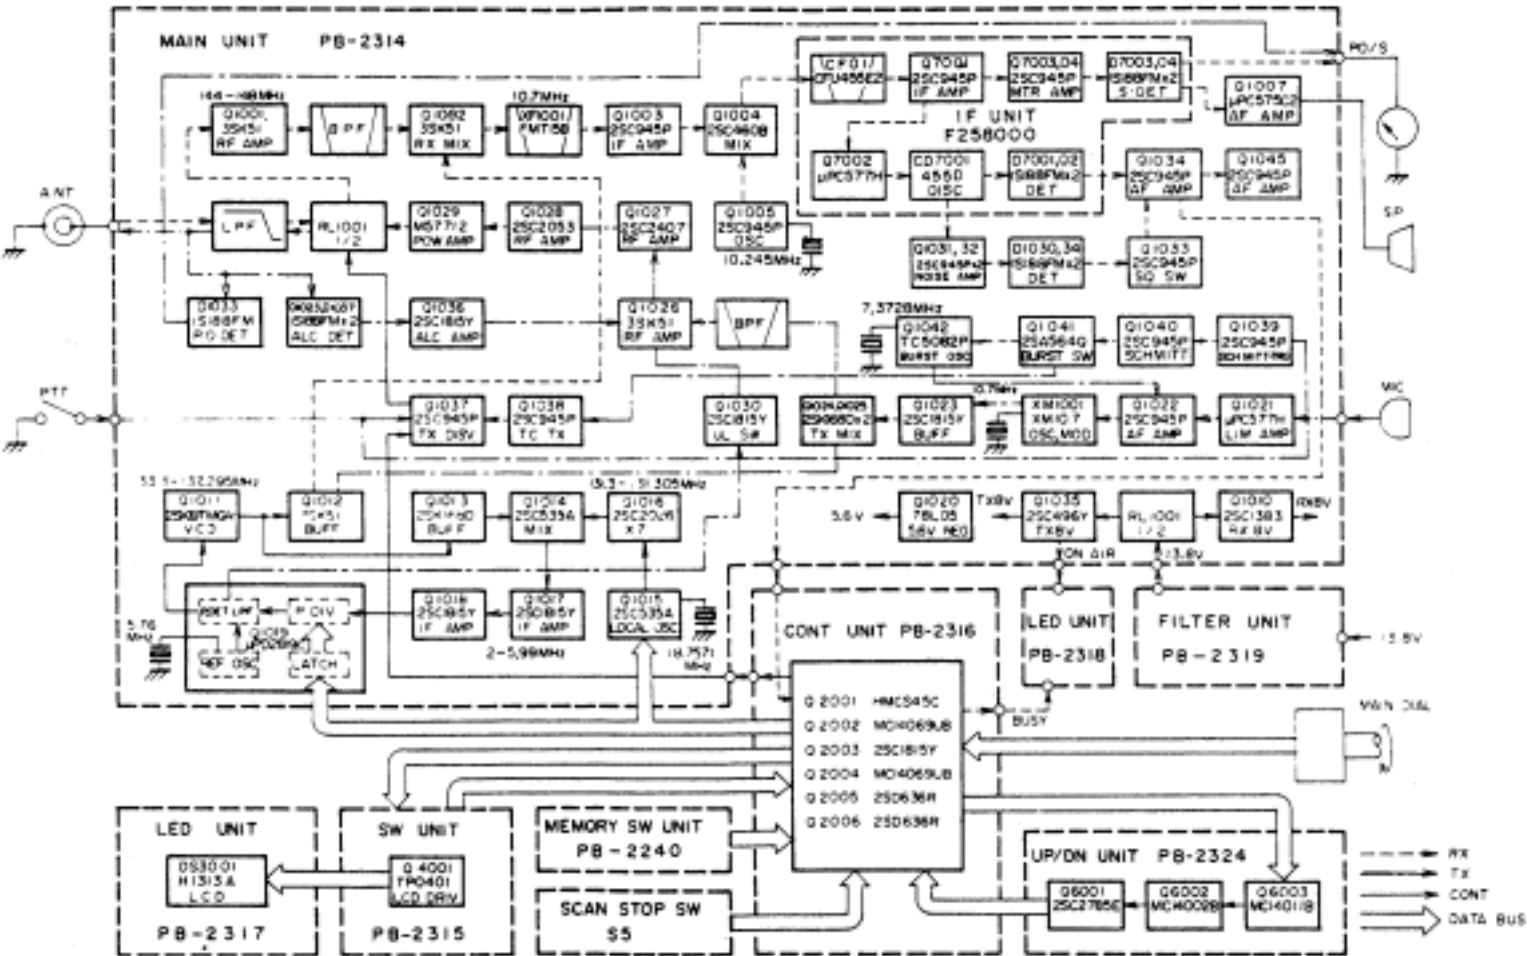 MAIN UNIT PB-2314
PO/S
144-148MHz
Q1001,
3SK51
RF AMP
BPF
Q1002
3SK51
RX MIX
10.7MHz
XF1001/
FMT15B
Q1003
2SC945P
IF AMP
Q1004
2SC460B
MIX
CF01/
CFU455E2
Q7001
2SC945P
IF AMP
Q7003,04
2SC945P
MTR AMP
D7003,04
1S188FMx2
S-DET
Q1007
μPC575C2
AF AMP
IF UNIT
F258000
Q7002
μPC577H
CD7001
455D
DISC
D7001,02
1S188FMx2
DET
Q1034
2SC945P
AF AMP
Q1045
2SC945P
AF AMP
ANT
LPF
RL1001
1/2
Q1029
M57712
POW AMP
Q1028
2SC2053
RF AMP
Q1027
2SC2407
RF AMP
Q1005
2SC945P
OSC
10.245MHz
SP
Q1031,32
2SC945Px2
NOISE AMP
D1030,34
1S188FMx2
DET
Q1033
2SC945P
SQ SW
D1033
1S188FM
PO DET
1S188FMx2
ALC DET
Q1036
2SC1815Y
ALC AMP
Q1026
3SK51
RF AMP
BPF
7.3728MHz
Q1042
TC5082P
BURST OSC
Q1041
2SA564Q
BURST SW
Q1040
2SC945P
SCHMITT
Q1039
2SC945P
PTT
Q1037
2SC945P
TX DI8V
Q1038
2SC945P
TC TX
Q1030
2SC1815Y
UL SW
Q1024,Q1025
TX MIX
Q1023
2SC1815Y
BUFF
10.7MHz
XM1001
XM107
OSC,MOD
Q1022
2SC945P
AF AMP
Q1021
μPC577H
LIM AMP
MIC
Q1011
VCO
Q1012
3SK51
BUFF
Q1013
BUFF
Q1014
2SC535A
MIX
Q1016
X7
5.6V
Q1020
78L05
5.6V REG
TX8V
Q1035
2SC496Y
TX8V
RL1001
1/2
Q1010
2SC1383
RX 8V
RX8V
ON AIR
13.8V
5.76
MHz
P DIV
Q1019
REF OSC
LATCH
Q1018
2SC1815Y
IF AMP
Q1017
2SC1815Y
IF AMP
2-5.99MHz
Q1015
2SC535A
LOCAL OSC
18.7571
MHz
CONT UNIT PB-2316
LED UNIT
PB-2318
FILTER UNIT
PB-2319
13.8V
Q2001 HMCS45C
Q2002 MC14069UB
Q2003 2SC1815Y
Q2004 MC14069UB
Q2005 2SD636R
Q2006 2SD636R
BUSY
MAIN DIAL
LED UNIT
DS3001
H1313A
LCD
PB-2317
SW UNIT
Q4001
TP0401
LCD DRIV
PB-2315
MEMORY SW UNIT
PB-2240
SCAN STOP SW
S5
UP/DN UNIT PB-2324
Q6001
2SC2785E
Q6002
MC14002B
Q6003
MC14011B
RX
TX
CONT
DATA BUS